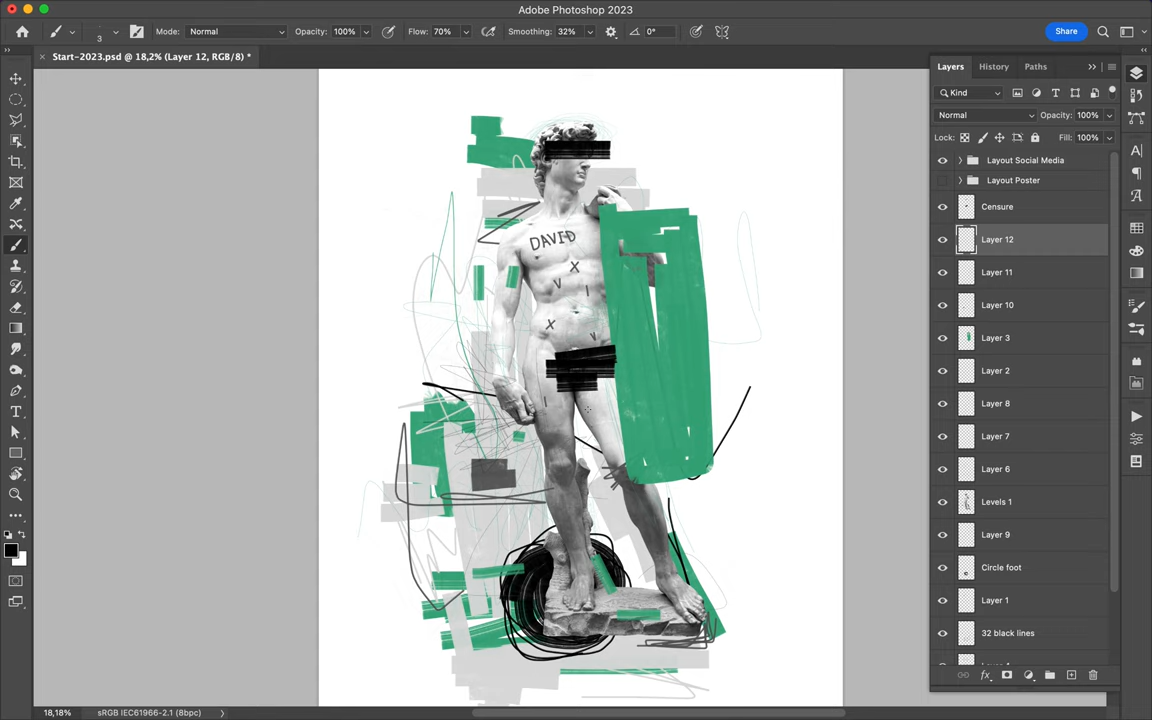 Adobe Photoshop 2023
3
Mode: Normal
Opacity: 100%
Flow: 70%
Smoothing: 32%
0°
Share
Start-2023.psd @ 18,2% (Layer 12, RGB/8) *
Layers
History
Paths
Kind
Normal
Opacity: 100%
Lock:
Fill: 100%
Layout Social Media
Layout Poster
Censure
Layer 12
Layer 11
Layer 10
Layer 3
Layer 2
Layer 8
Layer 7
Layer 6
Levels 1
Layer 9
Circle foot
Layer 1
32 black lines
DAVID
X
V I
X
V
I
18,18%
sRGB IEC61966-2.1 (8bpc)